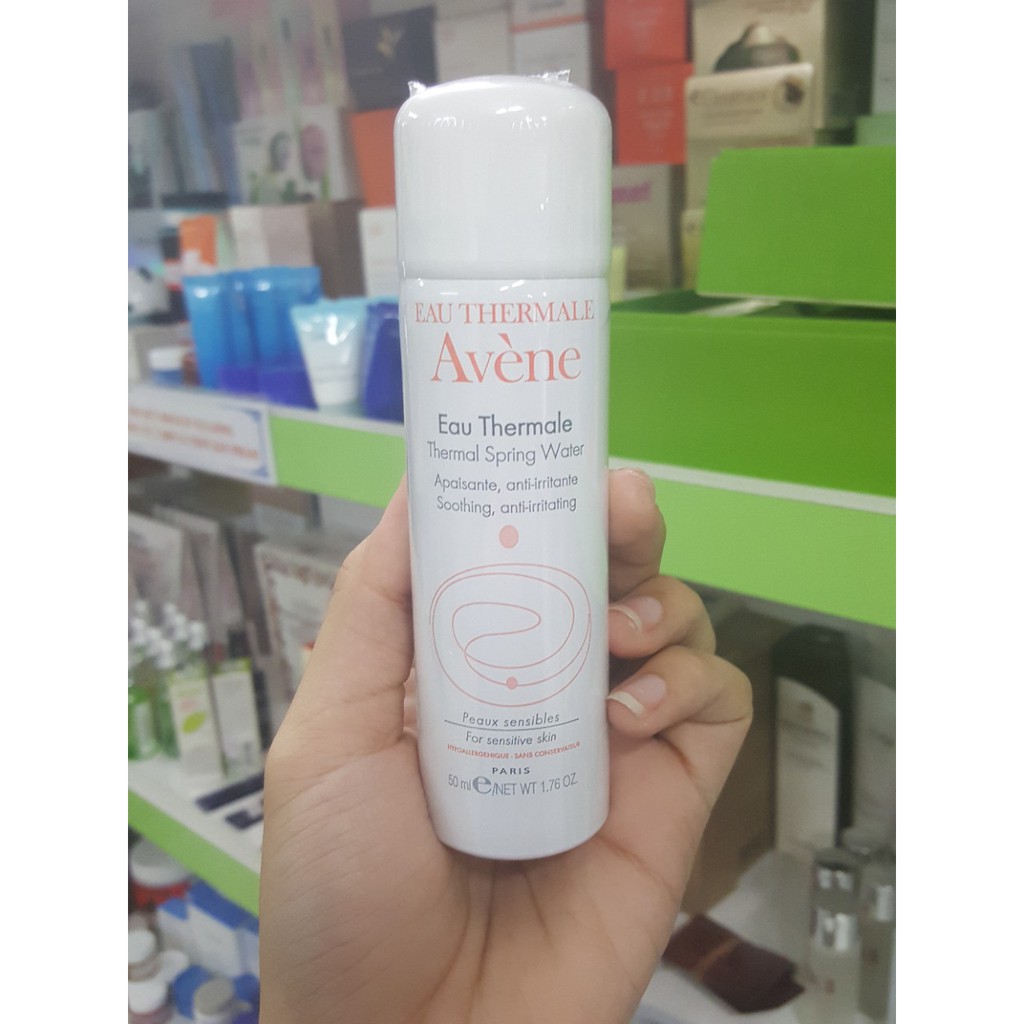 EAU THERMALE
Avène
Eau Thermale
Thermal Spring Water
Apaisante, anti-irritante
Soothing, anti-irritating
Peaux sensibles
For sensitive skin
HYPOALLERGENIQUE - SANS CONSERVATEUR
PARIS
50 ml e/NET WT 1.76 OZ.